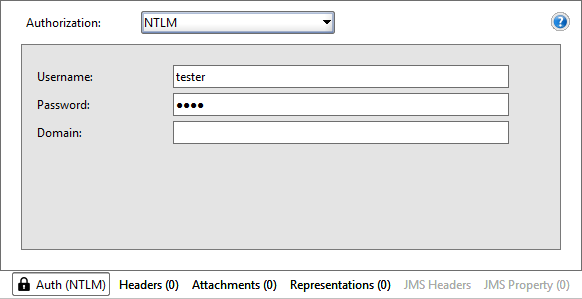 Authorization: NTLM ?
Username: tester
Password: ●●●●
Domain:
Auth (NTLM) Headers (0) Attachments (0) Representations (0) JMS Headers JMS Property (0)